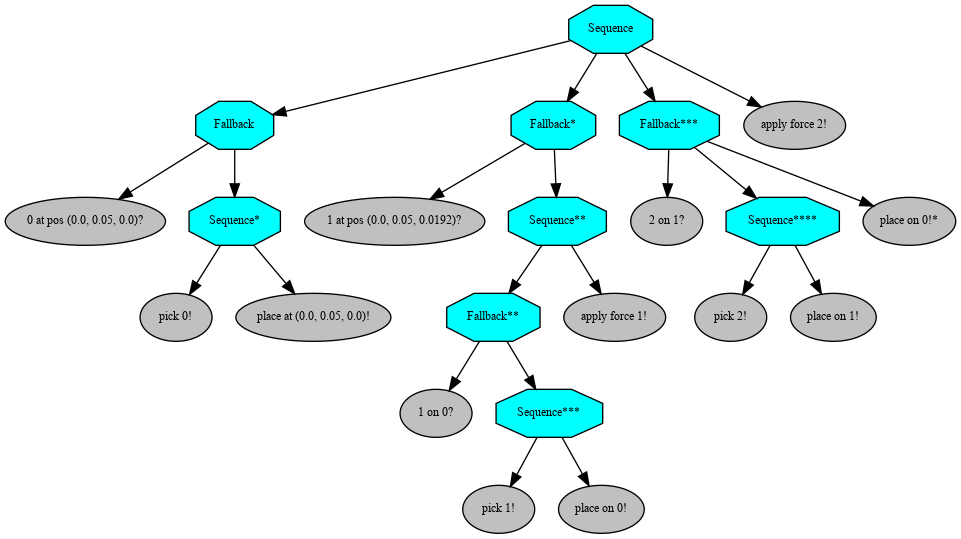 Sequence
Fallback
Fallback*
Fallback***
apply force 2!
0 at pos (0.0, 0.05, 0.0)?
Sequence*
1 at pos (0.0, 0.05, 0.0192)?
Sequence**
2 on 1?
Sequence****
place on 0!*
pick 0!
place at (0.0, 0.05, 0.0)!
Fallback**
apply force 1!
pick 2!
place on 1!
1 on 0?
Sequence***
pick 1!
place on 0!